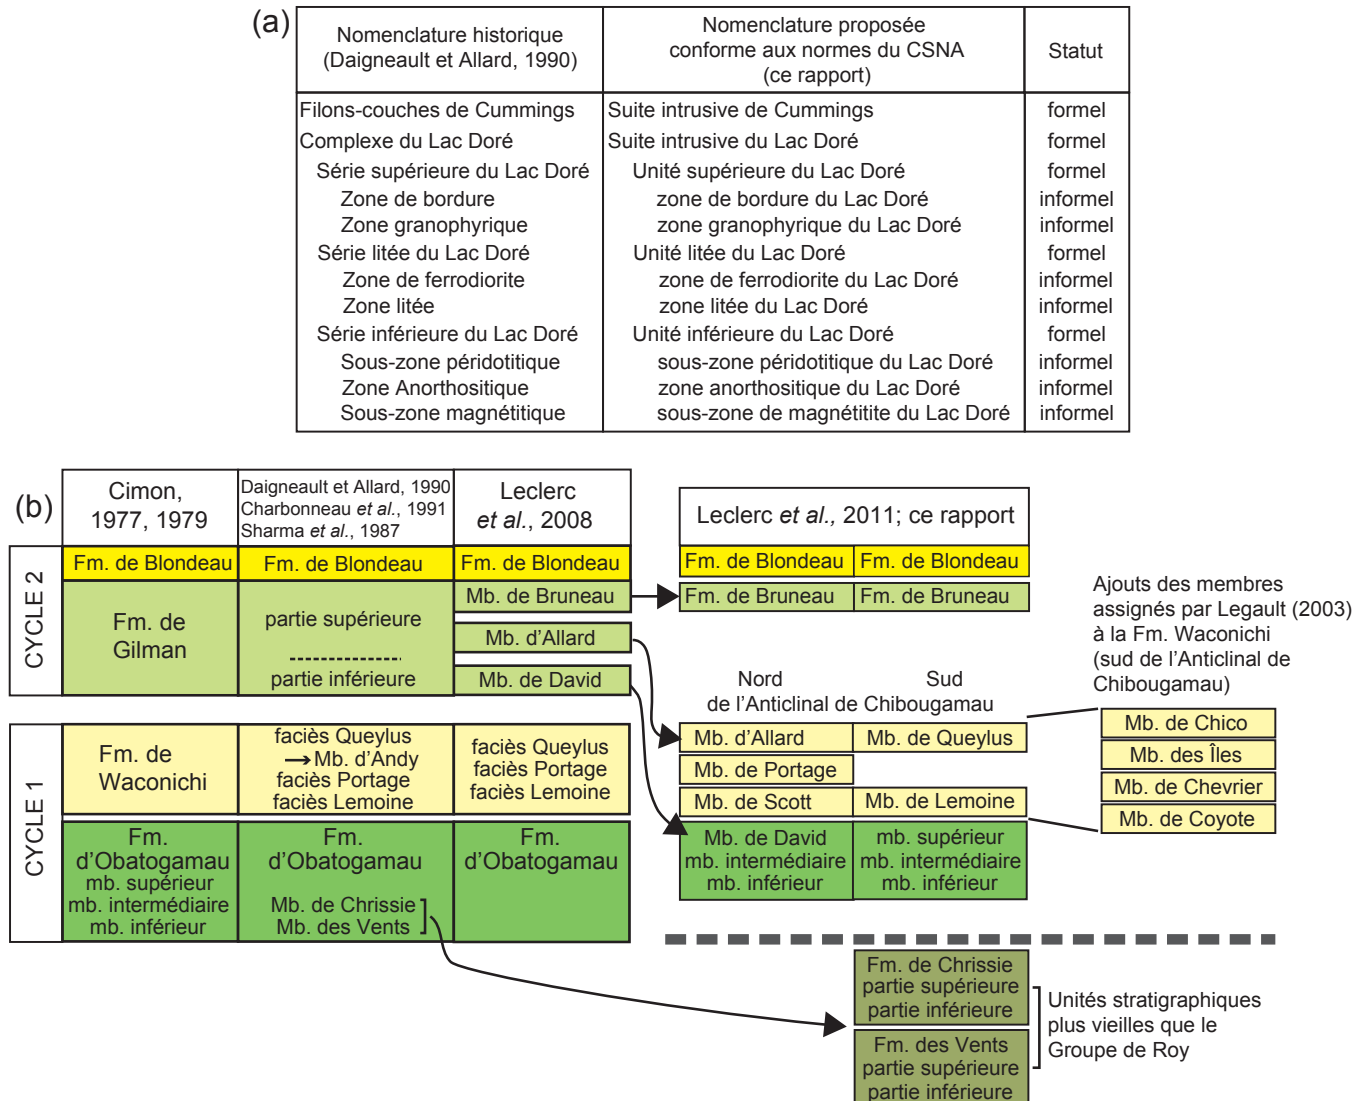 (a)
Nomenclature historique
(Daigneault et Allard, 1990)
Nomenclature proposée
conforme aux normes du CSNA
(ce rapport)
Statut
Filons-couches de Cummings
Suite intrusive de Cummings
formel
Complexe du Lac Doré
Suite intrusive du Lac Doré
formel
Série supérieure du Lac Doré
Unité supérieure du Lac Doré
formel
Zone de bordure
zone de bordure du Lac Doré
informel
Zone granophyrique
zone granophyrique du Lac Doré
informel
Série litée du Lac Doré
Unité litée du Lac Doré
formel
Zone de ferrodiorite
zone de ferrodiorite du Lac Doré
informel
Zone litée
zone litée du Lac Doré
informel
Série inférieure du Lac Doré
Unité inférieure du Lac Doré
formel
Sous-zone péridotitique
sous-zone péridotitique du Lac Doré
informel
Zone Anorthositique
zone anorthositique du Lac Doré
informel
Sous-zone magnétitique
sous-zone de magnétitite du Lac Doré
informel
(b)
Cimon,
1977, 1979
Daigneault et Allard, 1990
Charbonneau et al., 1991
Sharma et al., 1987
Leclerc
et al., 2008
Leclerc et al., 2011; ce rapport
CYCLE 2
Fm. de Blondeau
Fm. de Blondeau
Fm. de Blondeau
Fm. de Blondeau
Fm. de Blondeau
Fm. de
Gilman
partie supérieure
partie inférieure
Mb. de Bruneau
Mb. d'Allard
Mb. de David
Fm. de Bruneau
Fm. de Bruneau
Nord
Sud
de l'Anticlinal de Chibougamau
Ajouts des membres
assignés par Legault (2003)
à la Fm. Waconichi
(sud de l'Anticlinal de
Chibougamau)
CYCLE 1
Fm. de
Waconichi
faciès Queylus
→Mb. d'Andy
faciès Portage
faciès Lemoine
faciès Queylus
faciès Portage
faciès Lemoine
Mb. d'Allard
Mb. de Queylus
Mb. de Portage
Mb. de Scott
Mb. de Lemoine
Mb. de Chico
Mb. des Îles
Mb. de Chevrier
Mb. de Coyote
Fm.
d'Obatogamau
mb. supérieur
mb. intermédiaire
mb. inférieur
Fm.
d'Obatogamau
Mb. de Chrissie
Mb. des Vents
Fm.
d'Obatogamau
Mb. de David
mb. intermédiaire
mb. inférieur
mb. supérieur
mb. intermédiaire
mb. inférieur
Fm. de Chrissie
partie supérieure
partie inférieure
Fm. des Vents
partie supérieure
partie inférieure
Unités stratigraphiques
plus vieilles que le
Groupe de Roy